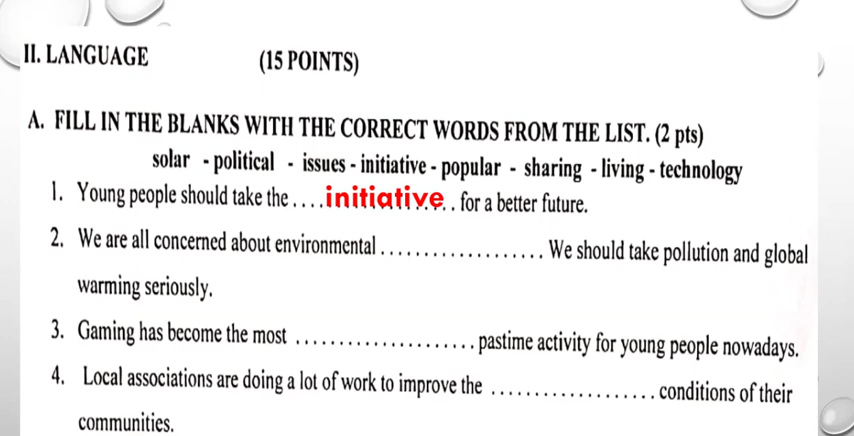 II. LANGUAGE (15 POINTS)
A. FILL IN THE BLANKS WITH THE CORRECT WORDS FROM THE LIST. (2 pts)
solar - political - issues - initiative - popular - sharing - living - technology
1. Young people should take the . . . . initiative . . for a better future.
2. We are all concerned about environmental . . . . . . . . . . . . . . . . . . . We should take pollution and global
warming seriously.
3. Gaming has become the most . . . . . . . . . . . . . . . . . . . . . pastime activity for young people nowadays.
4. Local associations are doing a lot of work to improve the . . . . . . . . . . . . . . . . . . . conditions of their
communities.